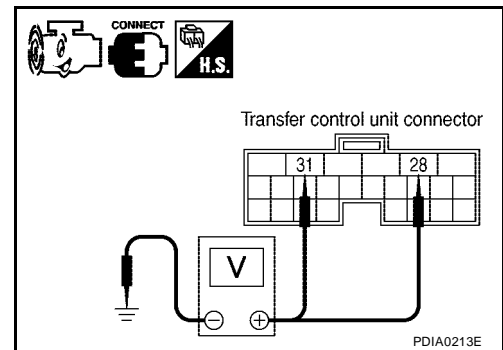 CONNECT
H.S.
Transfer control unit connector
31 28
V
PDIA0213E